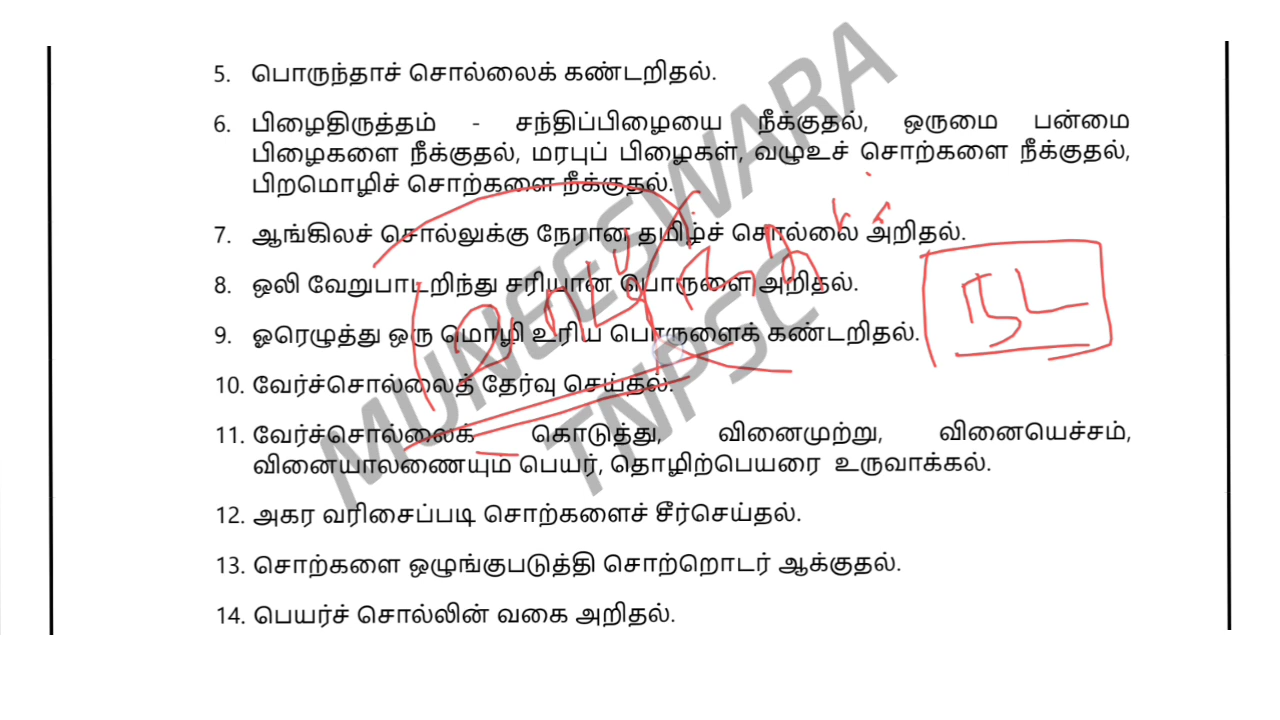 5. பொருந்தாச் சொல்லைக் கண்டறிதல்.
6. பிழைதிருத்தம் - சந்திப்பிழையை நீக்குதல், ஒருமை பன்மை
பிழைகளை நீக்குதல், மரபுப் பிழைகள், வழுஉச் சொற்களை நீக்குதல்,
பிறமொழிச் சொற்களை நீக்குதல்.
7. ஆங்கிலச் சொல்லுக்கு நேரான தமிழ்ச் சொல்லை அறிதல்.
8. ஒலி வேறுபாடறிந்து சரியான பொருளை அறிதல்.
9. ஓரெழுத்து ஒரு மொழி உரிய பொருளைக் கண்டறிதல்.
10. வேர்ச்சொல்லைத் தேர்வு செய்தல்.
11. வேர்ச்சொல்லைக் கொடுத்து, வினைமுற்று, வினையெச்சம்,
வினையாலணையும் பெயர், தொழிற்பெயரை உருவாக்கல்.
12. அகர வரிசைப்படி சொற்களைச் சீர்செய்தல்.
13. சொற்களை ஒழுங்குபடுத்தி சொற்றொடர் ஆக்குதல்.
14. பெயர்ச் சொல்லின் வகை அறிதல்.
MUNEESWARA
TNPSC